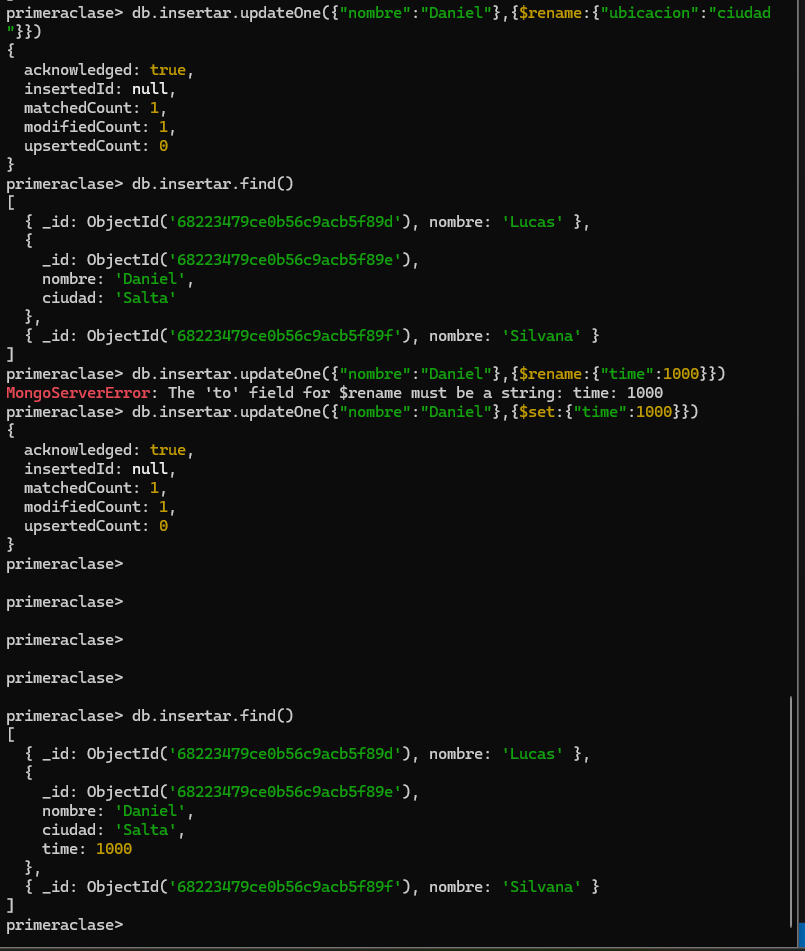 primeraclase> db.insertar.updateOne({"nombre":"Daniel"},{$rename:{"ubicacion":"ciudad
"}})
{
  acknowledged: true,
  insertedId: null,
  matchedCount: 1,
  modifiedCount: 1,
  upsertedCount: 0
}
primeraclase> db.insertar.find()
[
  { _id: ObjectId('68223479ce0b56c9acb5f89d'), nombre: 'Lucas' },
  {
    _id: ObjectId('68223479ce0b56c9acb5f89e'),
    nombre: 'Daniel',
    ciudad: 'Salta'
  },
  { _id: ObjectId('68223479ce0b56c9acb5f89f'), nombre: 'Silvana' }
]
primeraclase> db.insertar.updateOne({"nombre":"Daniel"},{$rename:{"time":1000}})
MongoServerError: The 'to' field for $rename must be a string: time: 1000
primeraclase> db.insertar.updateOne({"nombre":"Daniel"},{$set:{"time":1000}})
{
  acknowledged: true,
  insertedId: null,
  matchedCount: 1,
  modifiedCount: 1,
  upsertedCount: 0
}
primeraclase>
primeraclase>
primeraclase>
primeraclase>
primeraclase> db.insertar.find()
[
  { _id: ObjectId('68223479ce0b56c9acb5f89d'), nombre: 'Lucas' },
  {
    _id: ObjectId('68223479ce0b56c9acb5f89e'),
    nombre: 'Daniel',
    ciudad: 'Salta',
    time: 1000
  },
  { _id: ObjectId('68223479ce0b56c9acb5f89f'), nombre: 'Silvana' }
]
primeraclase>